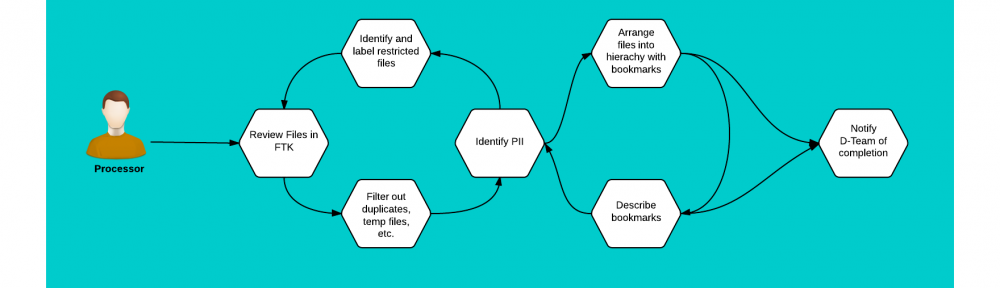 Processor
Review Files in
FTK
Identify and
label restricted
files
Filter out
duplicates,
temp files,
etc.
Identify PII
Arrange
files into
hierachy with
bookmarks
Describe
bookmarks
Notify
D-Team of
completion